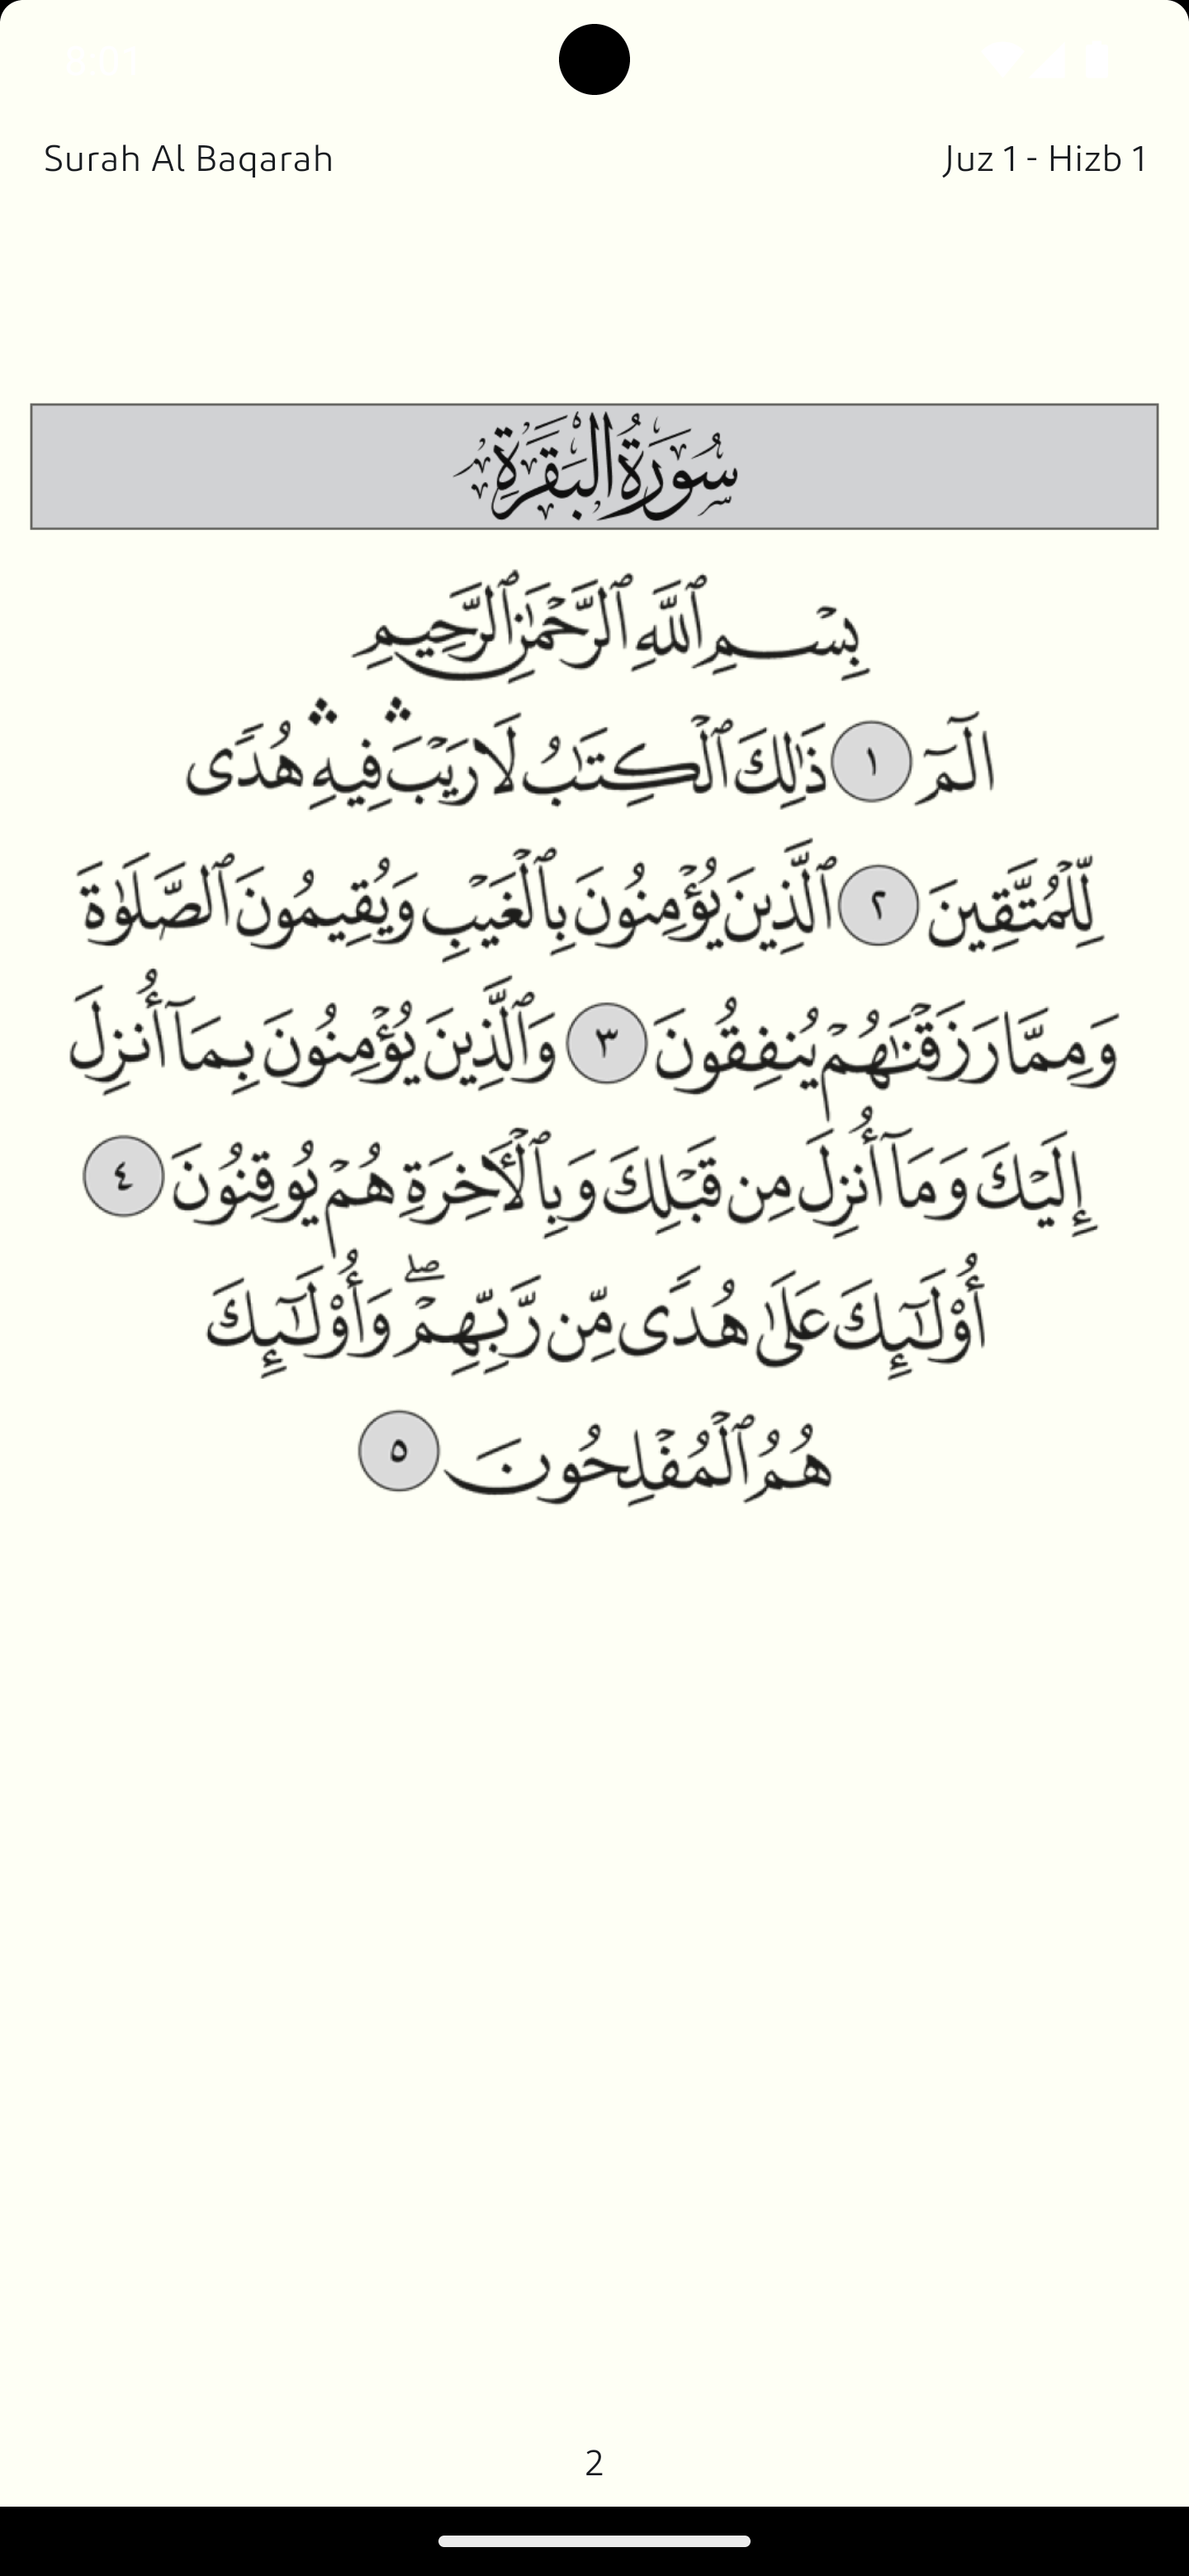 Surah Al Baqarah
Juz 1 - Hizb 1
سُورَةُ الْبَقَرَةِ
بِسْمِ ٱللَّهِ ٱلرَّحْمَٰنِ ٱلرَّحِيمِ
الٓمٓ ١ ذَٰلِكَ ٱلْكِتَٰبُ لَا رَيْبَ ۛ فِيهِ ۛ هُدًى
لِّلْمُتَّقِينَ ٢ ٱلَّذِينَ يُؤْمِنُونَ بِٱلْغَيْبِ وَيُقِيمُونَ ٱلصَّلَوٰةَ
وَمِمَّا رَزَقْنَٰهُمْ يُنفِقُونَ ٣ وَٱلَّذِينَ يُؤْمِنُونَ بِمَآ أُنزِلَ
إِلَيْكَ وَمَآ أُنزِلَ مِن قَبْلِكَ وَبِٱلْأٓخِرَةِ هُمْ يُوقِنُونَ ٤
أُو۟لَٰٓئِكَ عَلَىٰ هُدًى مِّن رَّبِّهِمْ ۖ وَأُو۟لَٰٓئِكَ
هُمُ ٱلْمُفْلِحُونَ ٥
2